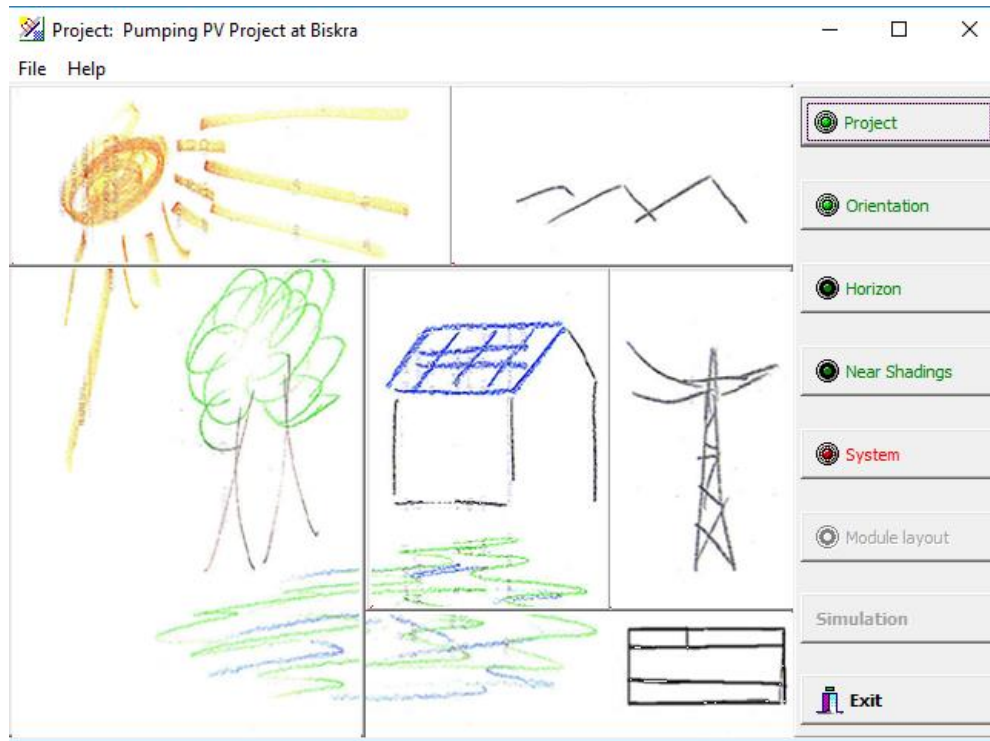 Project: Pumping PV Project at Biskra
File Help
Project
Orientation
Horizon
Near Shadings
System
Module layout
Simulation
Exit